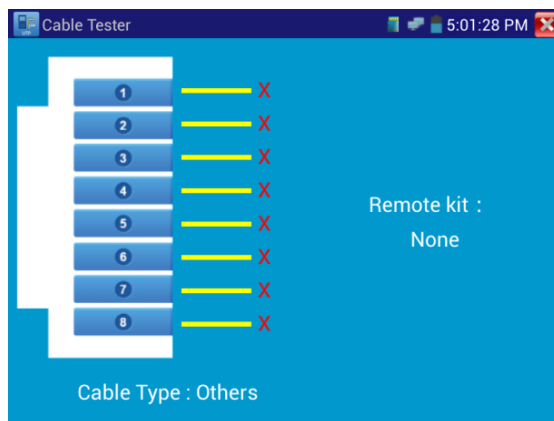 Cable Tester
5:01:28 PM
1 X
2 X
3 X
4 X
5 X
6 X
7 X
8 X
Remote kit :
None
Cable Type : Others